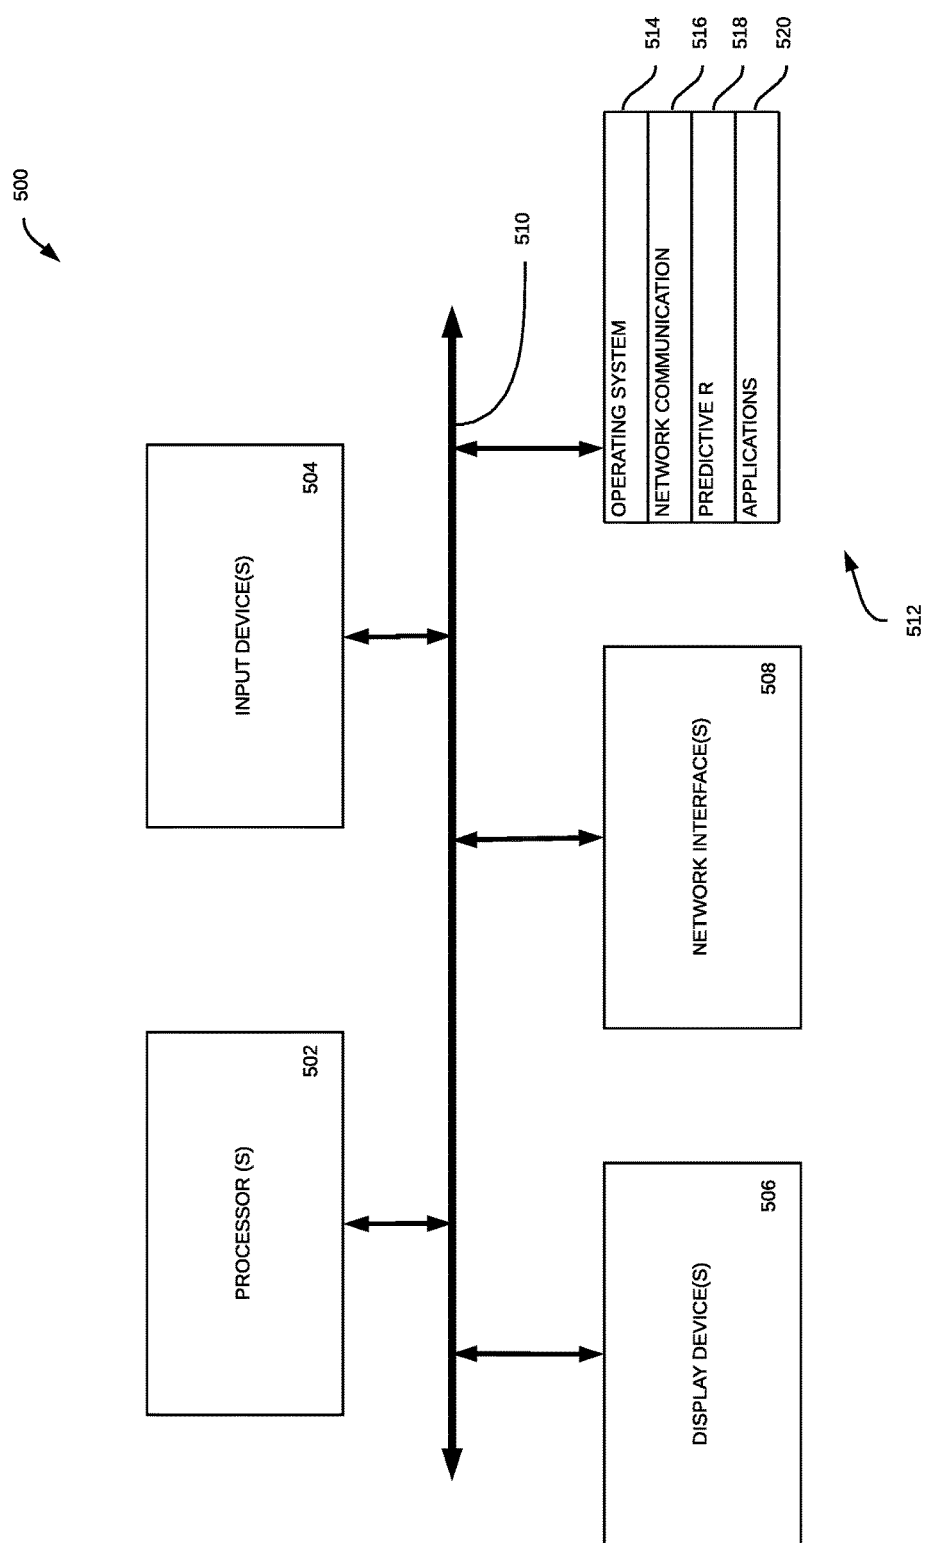 500
PROCESSOR (S)
502
INPUT DEVICE(S)
504
510
DISPLAY DEVICE(S)
506
NETWORK INTERFACE(S)
508
OPERATING SYSTEM
514
NETWORK COMMUNICATION
516
PREDICTIVE R
518
APPLICATIONS
520
512